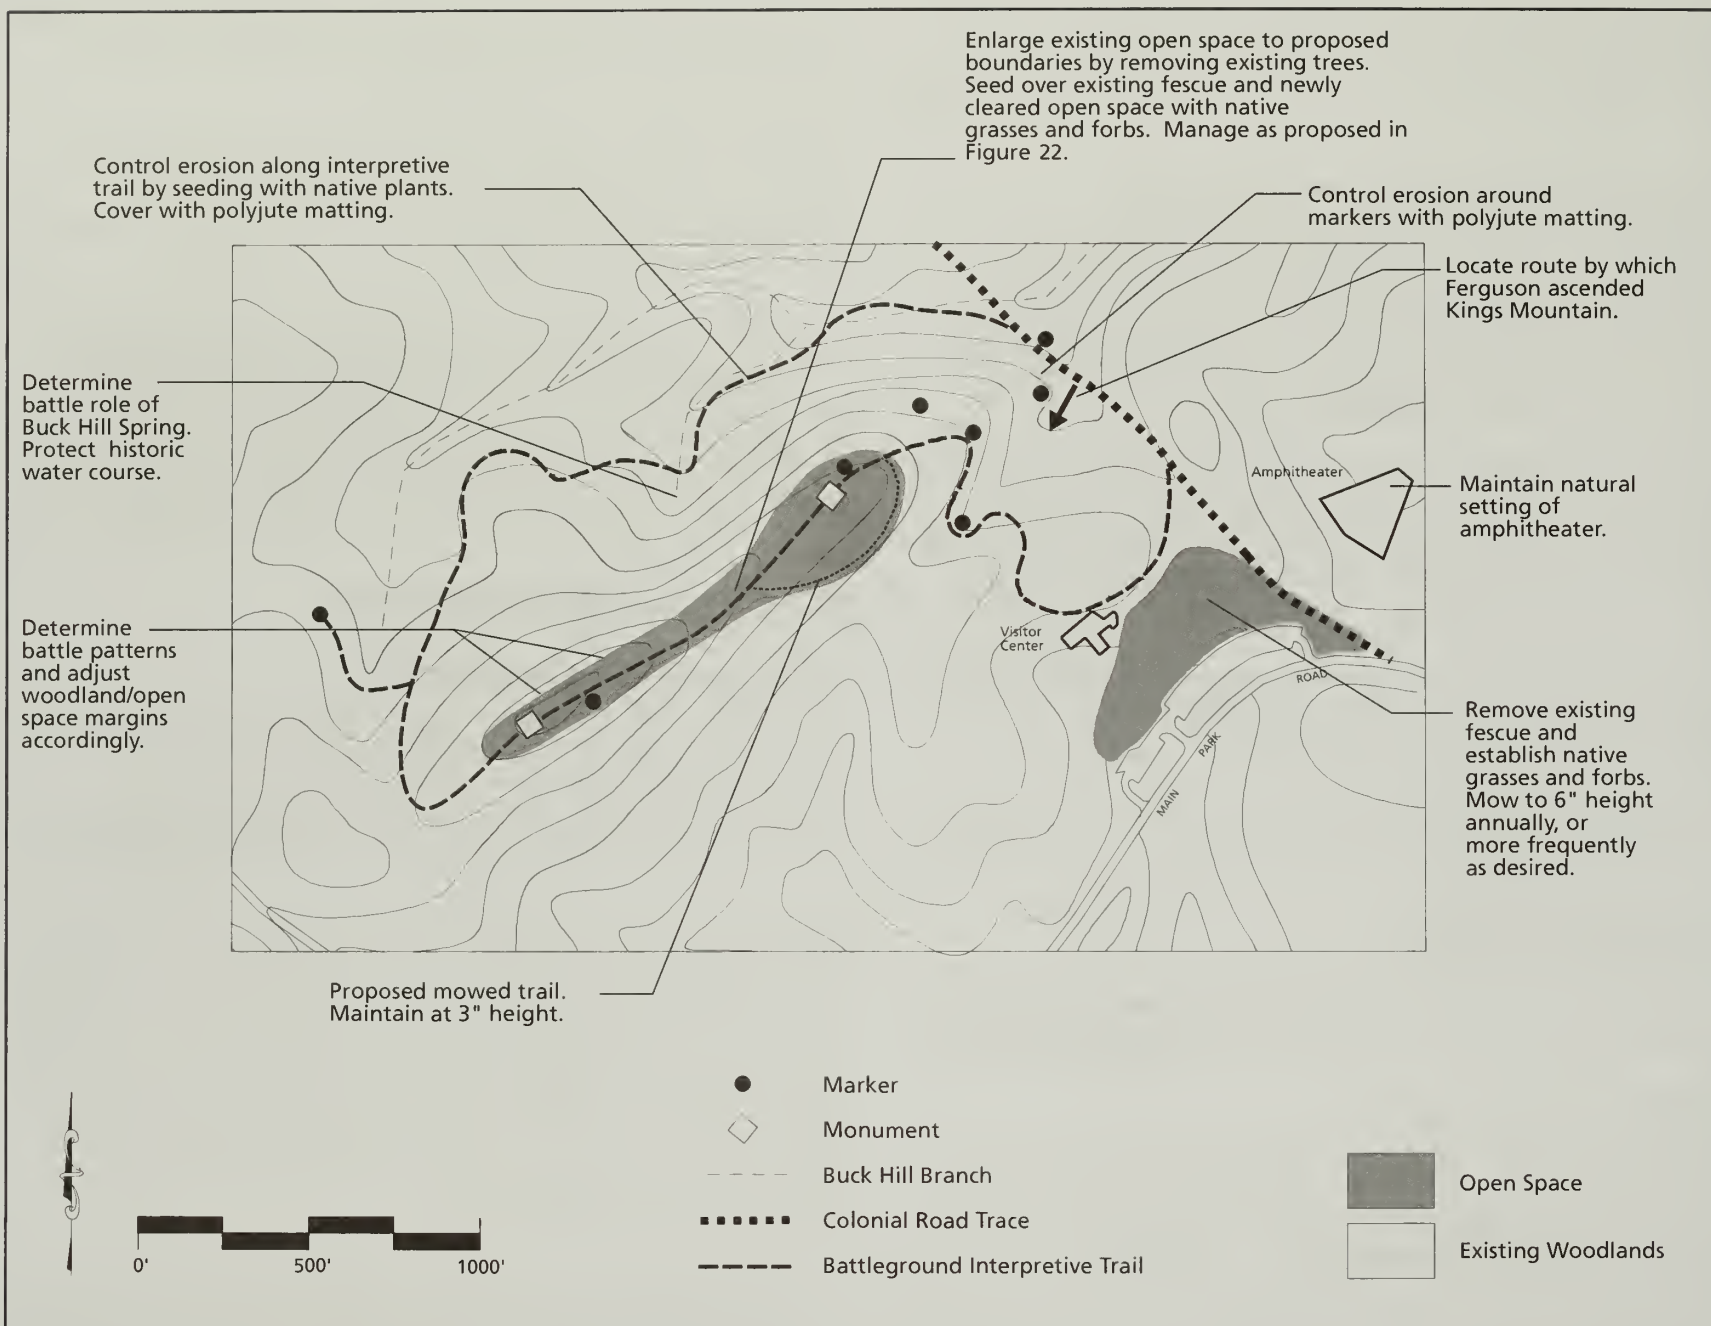 Enlarge existing open space to proposed
boundaries by removing existing trees.
Seed over existing fescue and newly
cleared open space with native
grasses and forbs. Manage as proposed in
Figure 22.
Control erosion along interpretive
trail by seeding with native plants.
Cover with polyjute matting.
Control erosion around
markers with polyjute matting.
Locate route by which
Ferguson ascended
Kings Mountain.
Determine
battle role of
Buck Hill Spring.
Protect historic
water course.
Amphitheater
Maintain natural
setting of
amphitheater.
Determine
battle patterns
and adjust
woodland/open
space margins
accordingly.
Visitor
Center
ROAD
PARK
MAIN
Remove existing
fescue and
establish native
grasses and forbs.
Mow to 6" height
annually, or
more frequently
as desired.
Proposed mowed trail.
Maintain at 3" height.
Marker
Monument
Buck Hill Branch
Colonial Road Trace
Battleground Interpretive Trail
Open Space
Existing Woodlands
0' 500' 1000'